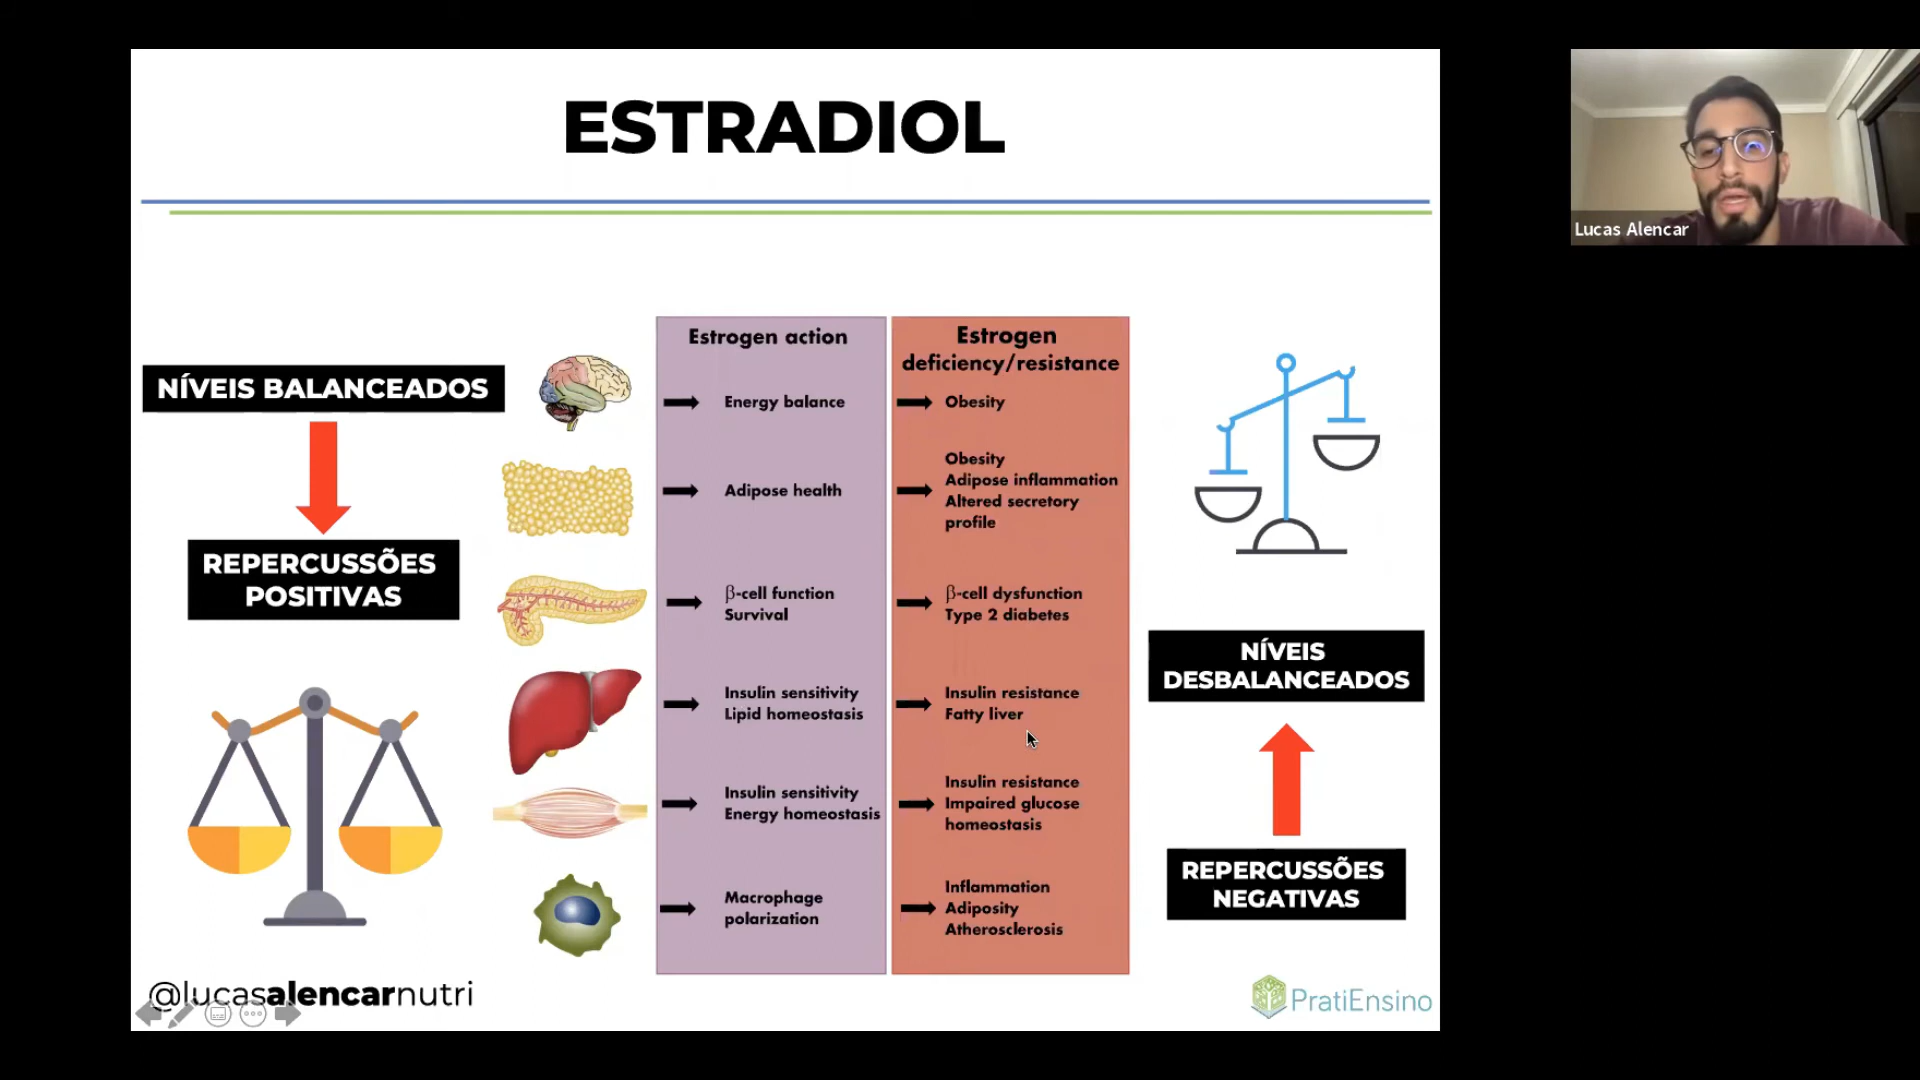 ESTRADIOL
Lucas Alencar
NÍVEIS BALANCEADOS
REPERCUSSÕES
POSITIVAS
Estrogen action
Energy balance
Adipose health
β-cell function
Survival
Insulin sensitivity
Lipid homeostasis
Insulin sensitivity
Energy homeostasis
Macrophage
polarization
Estrogen
deficiency/resistance
Obesity
Obesity
Adipose inflammation
Altered secretory
profile
β-cell dysfunction
Type 2 diabetes
Insulin resistance
Fatty liver
Insulin resistance
Impaired glucose
homeostasis
Inflammation
Adiposity
Atherosclerosis
NÍVEIS
DESBALANCEADOS
REPERCUSSÕES
NEGATIVAS
@lucasalencarnutri
PratiEnsino